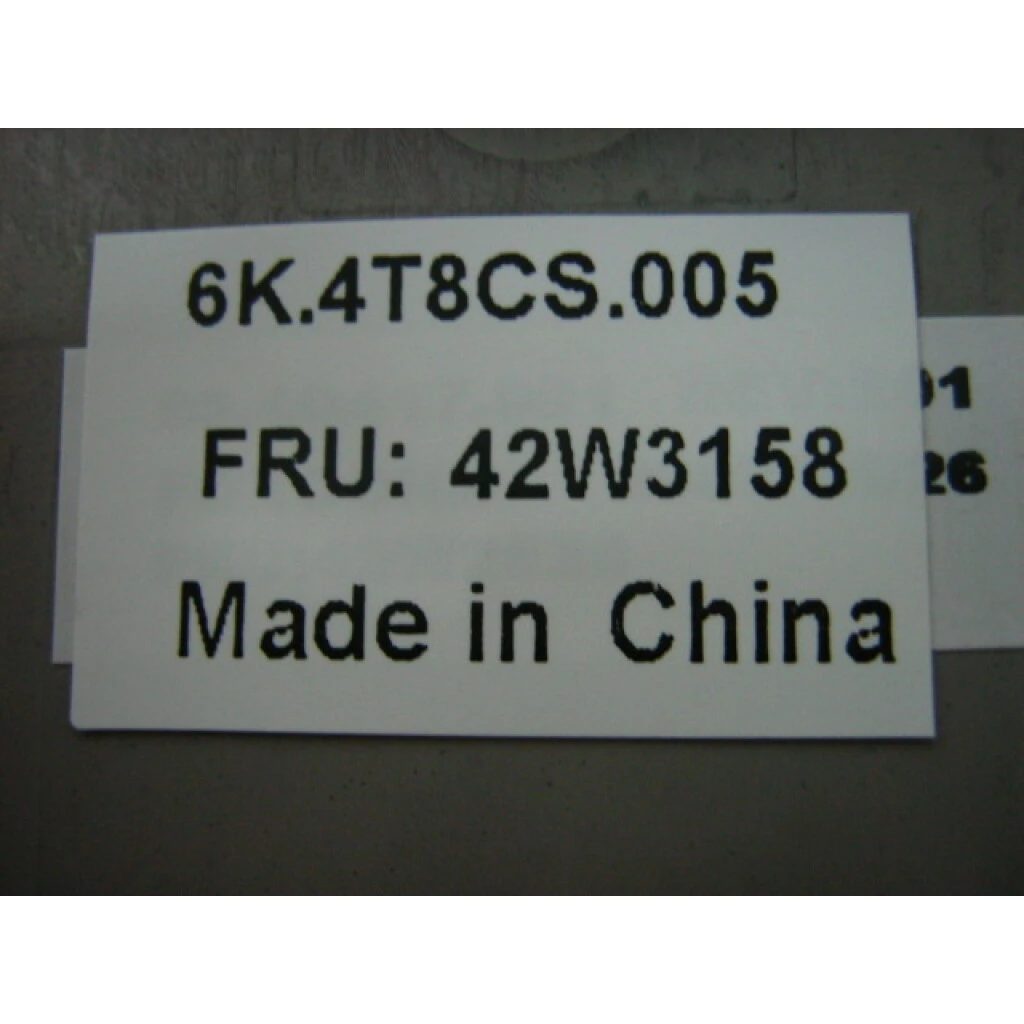 6K.4T8CS.005
FRU: 42W3158
Made in China